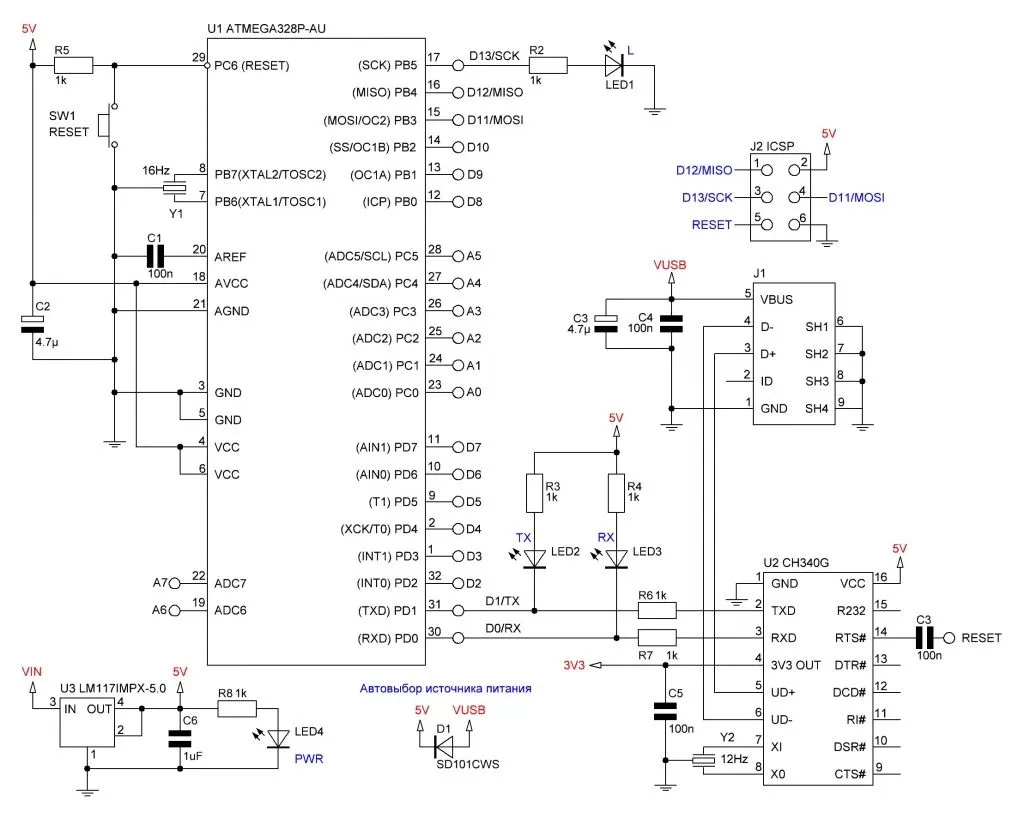 5V
R5
1k
SW1
RESET
16Hz
Y1
C1
100n
C2
4.7µ
U1 ATMEGA328P-AU
29 PC6 (RESET)
8 PB7(XTAL2/TOSC2)
7 PB6(XTAL1/TOSC1)
20 AREF
18 AVCC
21 AGND
3 GND
5 GND
4 VCC
6 VCC
A7 22 ADC7
A6 19 ADC6
(SCK) PB5 17 D13/SCK
(MISO) PB4 16 D12/MISO
(MOSI/OC2) PB3 15 D11/MOSI
(SS/OC1B) PB2 14 D10
(OC1A) PB1 13 D9
(ICP) PB0 12 D8
(ADC5/SCL) PC5 28 A5
(ADC4/SDA) PC4 27 A4
(ADC3) PC3 26 A3
(ADC2) PC2 25 A2
(ADC1) PC1 24 A1
(ADC0) PC0 23 A0
(AIN1) PD7 11 D7
(AIN0) PD6 10 D6
(T1) PD5 9 D5
(XCK/T0) PD4 2 D4
(INT1) PD3 1 D3
(INT0) PD2 32 D2
(TXD) PD1 31 D1/TX
(RXD) PD0 30 D0/RX
R2
1k
L
LED1
J2 ICSP
5V
D12/MISO 1 2
D13/SCK 3 4 D11/MOSI
RESET 5 6
VUSB
C3
4.7µ
C4
100n
J1
5 VBUS
4 D-
3 D+
2 ID
1 GND
SH1 6
SH2 7
SH3 8
SH4 9
5V
R3
1k
R4
1k
TX
LED2
RX
LED3
R6 1k
R7 1k
U2 CH340G
5V
1 GND
2 TXD
3 RXD
4 3V3 OUT
5 UD+
6 UD-
7 XI
8 X0
VCC 16
R232 15
RTS# 14
DTR# 13
DCD# 12
RI# 11
DSR# 10
CTS# 9
C3
100n
RESET
3V3
C5
100n
Y2
12Hz
VIN
U3 LM117IMPX-5.0
3 IN OUT 4
2
1
5V
C6
1uF
R8 1k
LED4
PWR
Автовыбор источника питания
5V
VUSB
D1
SD101CWS